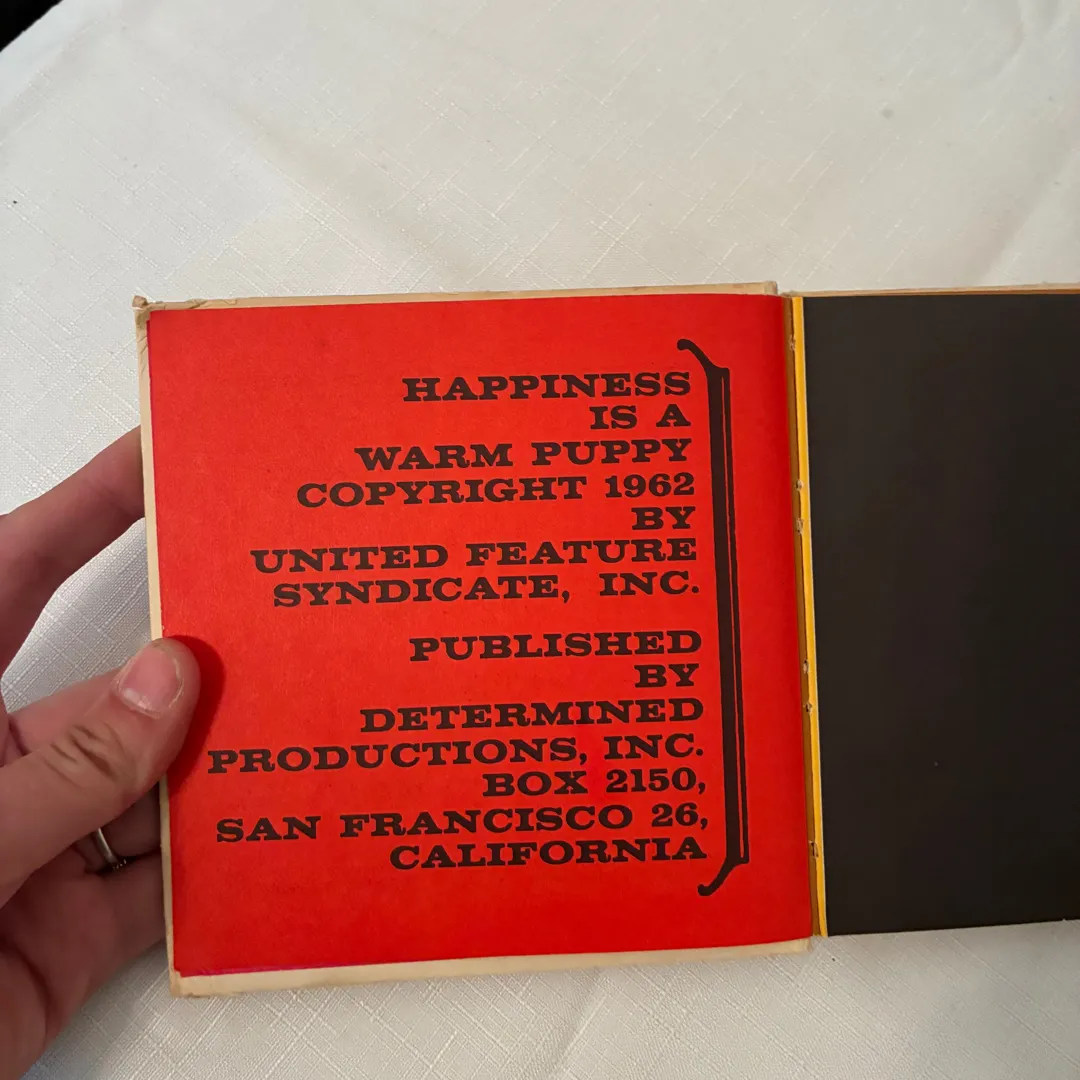 HAPPINESS
IS A
WARM PUPPY
COPYRIGHT 1962
BY
UNITED FEATURE
SYNDICATE, INC.
PUBLISHED
BY
DETERMINED
PRODUCTIONS, INC.
BOX 2150,
SAN FRANCISCO 26,
CALIFORNIA